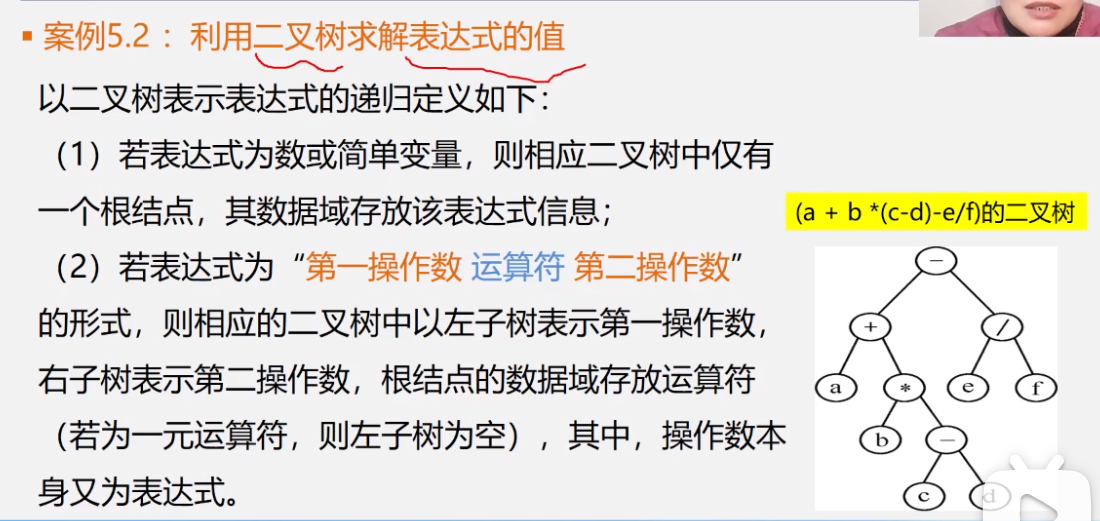 案例5.2：利用二叉树求解表达式的值
以二叉树表示表达式的递归定义如下：
（1）若表达式为数或简单变量，则相应二叉树中仅有
一个根结点，其数据域存放该表达式信息；
（2）若表达式为“第一操作数 运算符 第二操作数”
的形式，则相应的二叉树中以左子树表示第一操作数，
右子树表示第二操作数，根结点的数据域存放运算符
（若为一元运算符，则左子树为空），其中，操作数本
身又为表达式。
(a + b *(c-d)-e/f)的二叉树
−
+ /
a * e f
b −
c d